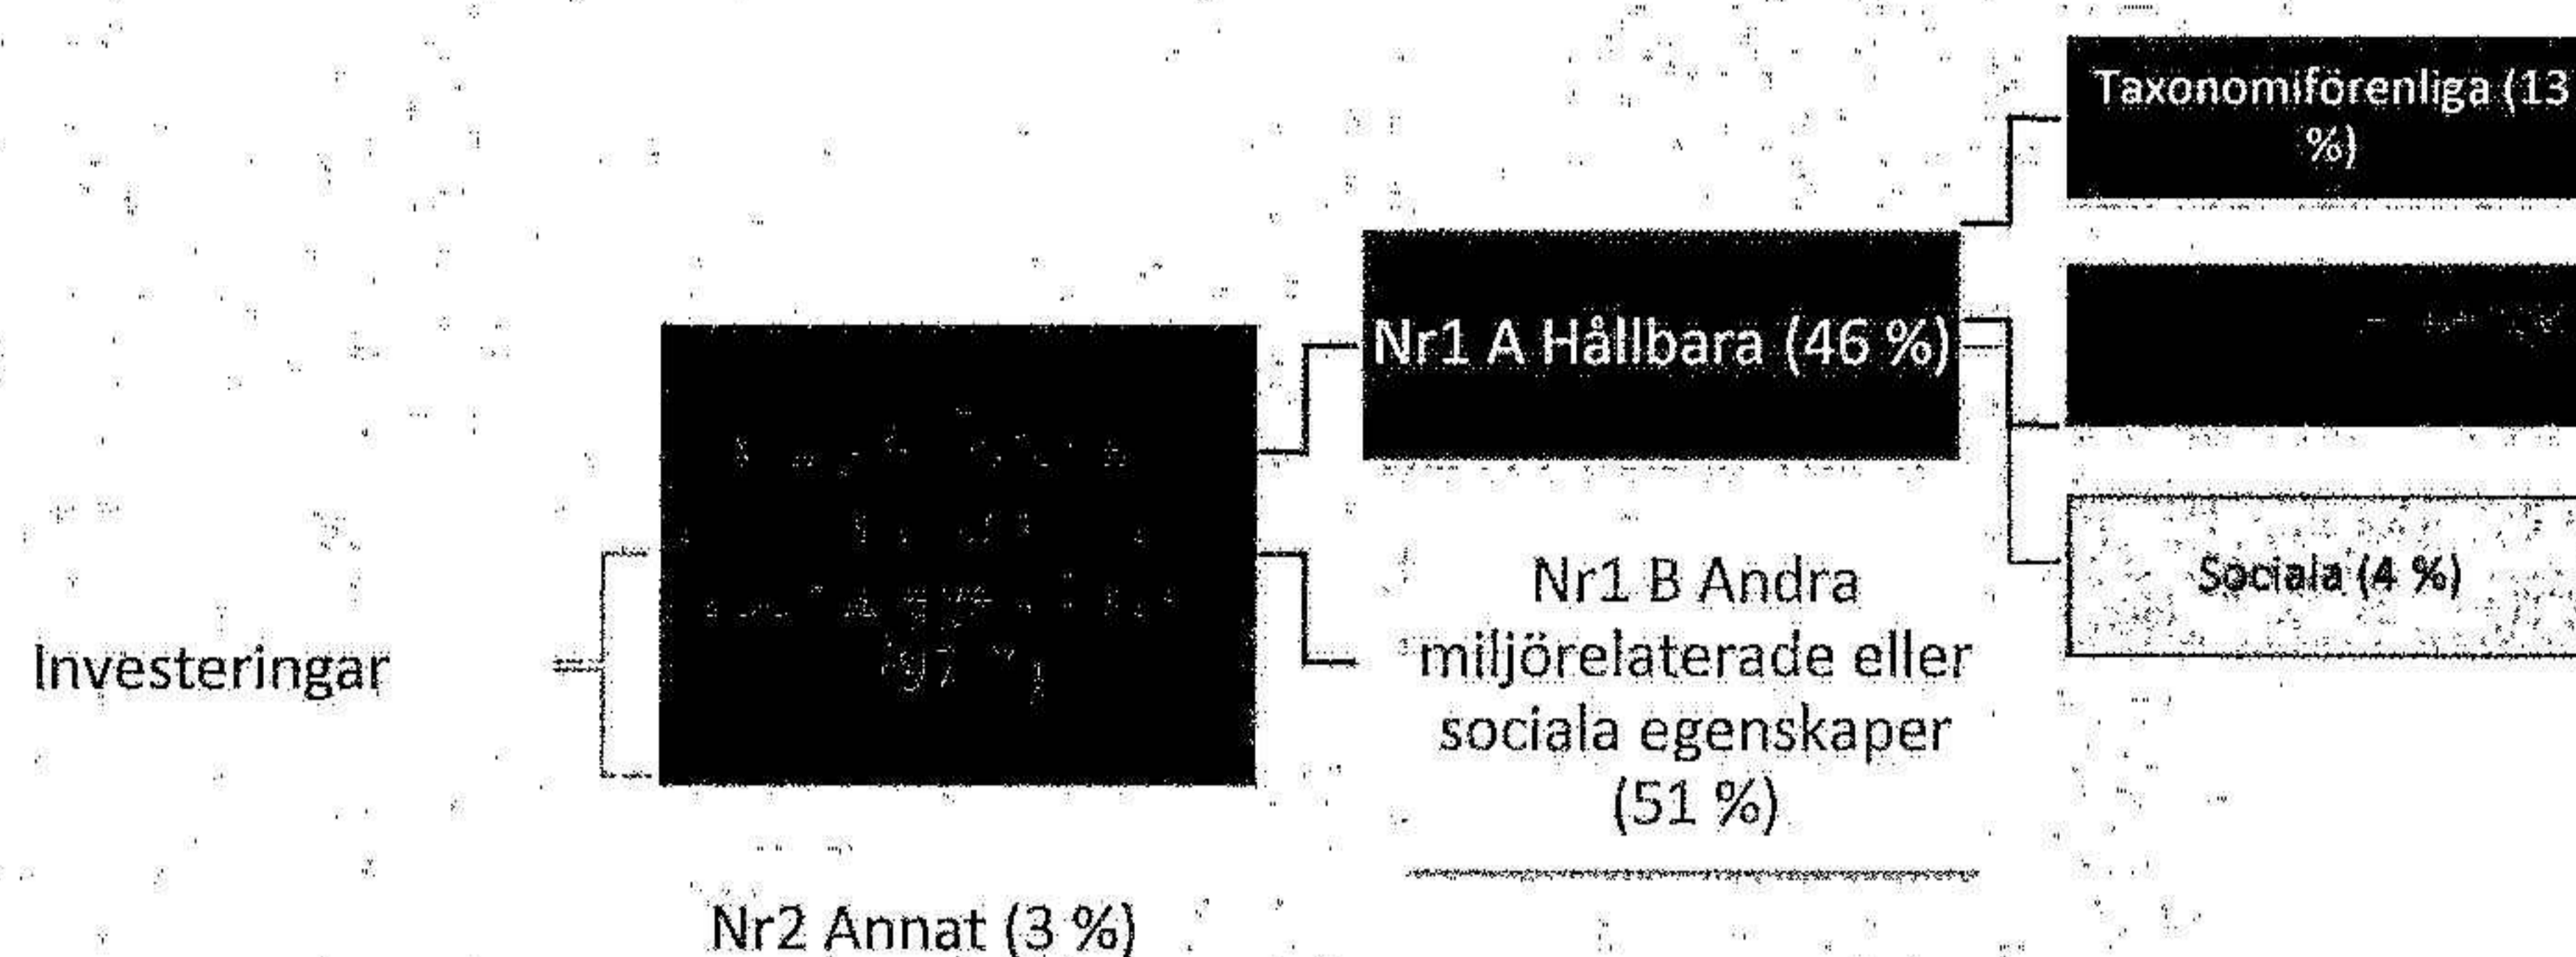 Taxonomiförenliga (13
%)
Nr1 A Hållbara (46 %)
Sociala (4 %)
Nr1 B Andra
miljörelaterade eller
sociala egenskaper
(51 %)
Investeringar
Nr2 Annat (3 %)